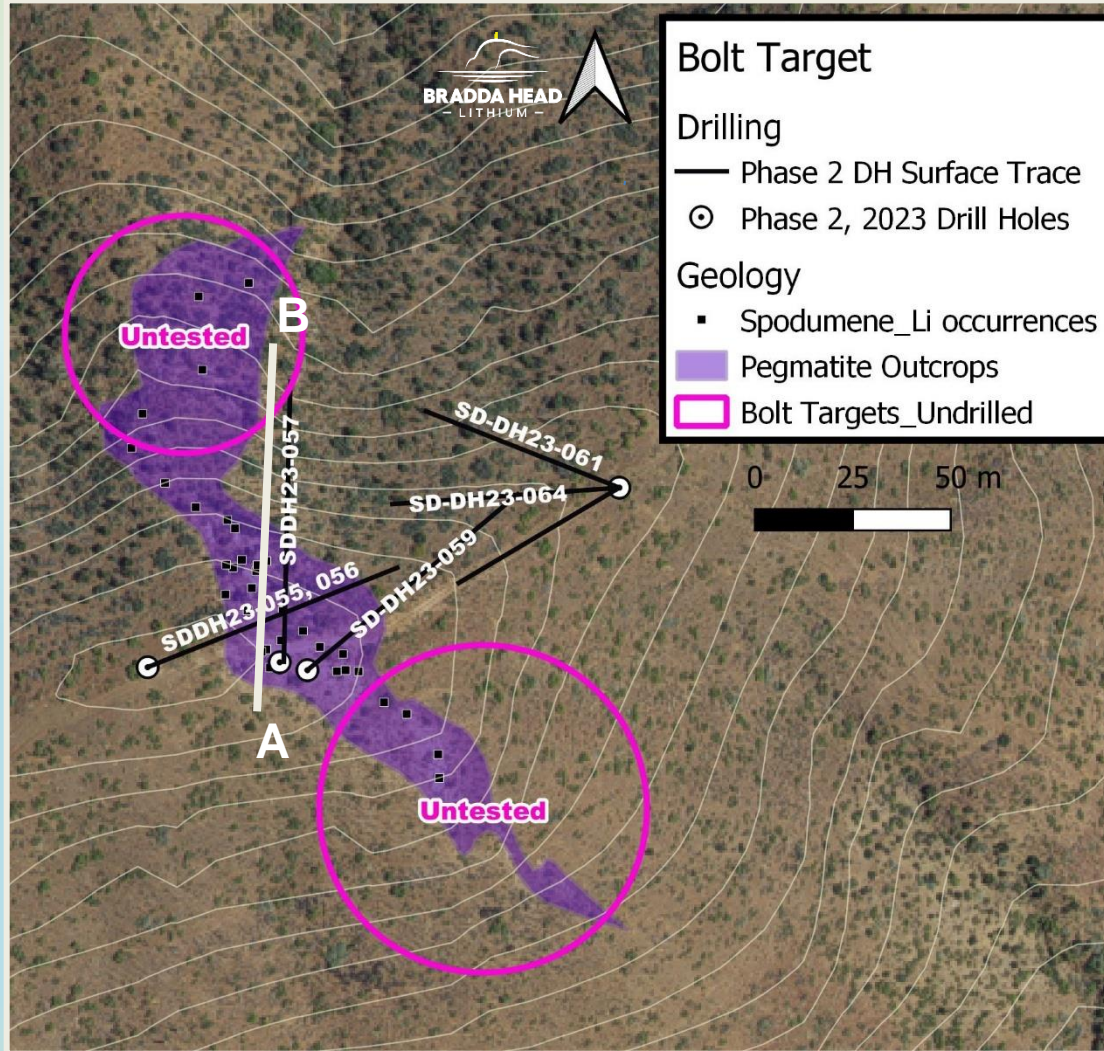 BRADDA HEAD
– LITHIUM –
Bolt Target
Drilling
Phase 2 DH Surface Trace
Phase 2, 2023 Drill Holes
Geology
Spodumene_Li occurrences
Pegmatite Outcrops
Bolt Targets_Undrilled
0 25 50 m
Untested
B
SDDH23-057
SD-DH23-061
SD-DH23-064
SD-DH23-059
SDDH23-055, 056
A
Untested